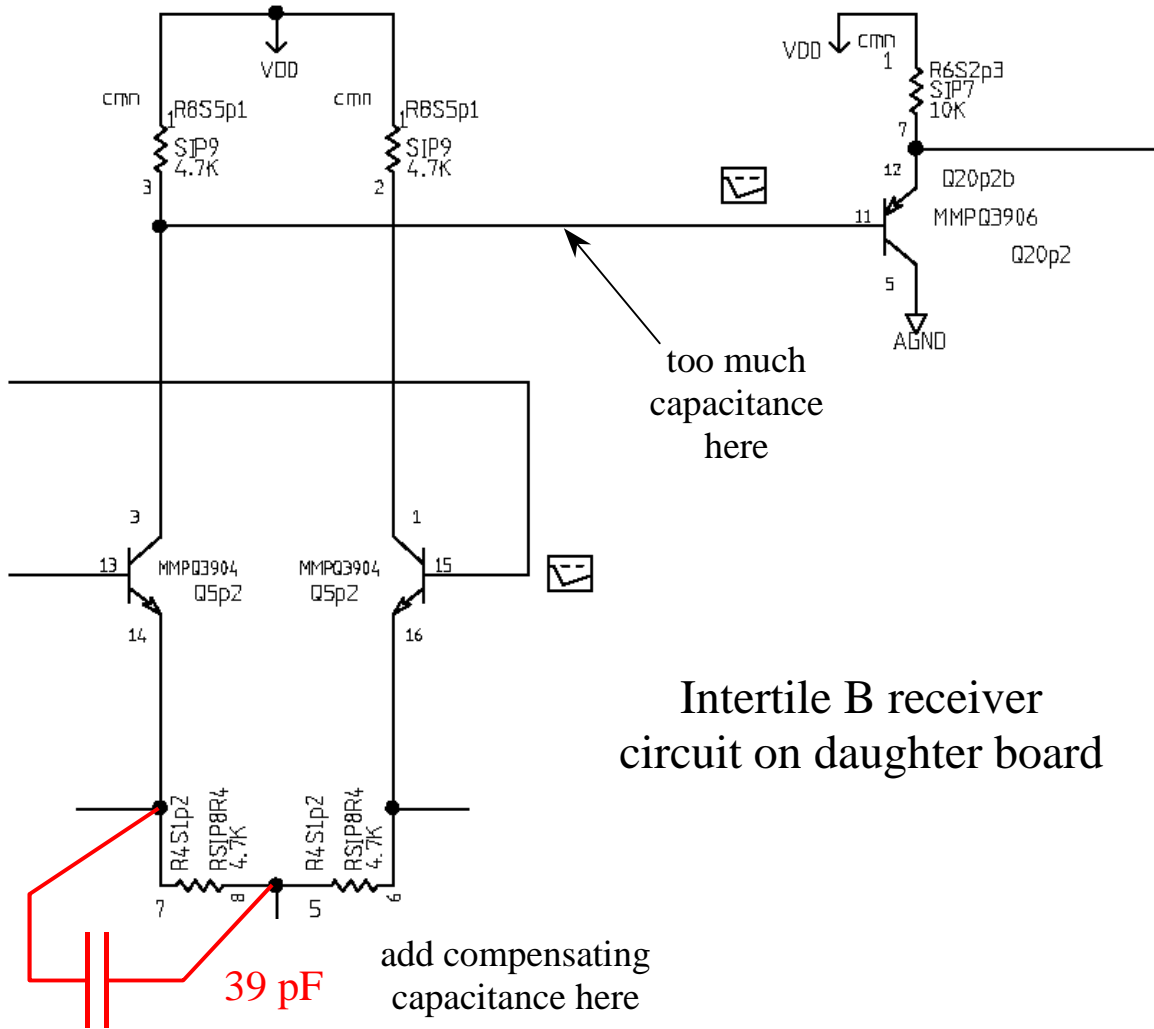 VDD
cmn
1
R8S5p1
SIP9
4.7K
3
cmn
1
R8S5p1
SIP9
4.7K
2
VDD
cmn
1
R6S2p3
SIP7
10K
7
12
Q20p2b
11
MMPQ3906
Q20p2
5
AGND
too much
capacitance
here
3
1
13
MMPQ3904
Q5p2
MMPQ3904
Q5p2
15
14
16
Intertile B receiver
circuit on daughter board
R4S1p2
RSIP8R4
4.7K
R4S1p2
RSIP8R4
4.7K
7
8
5
6
39 pF
add compensating
capacitance here